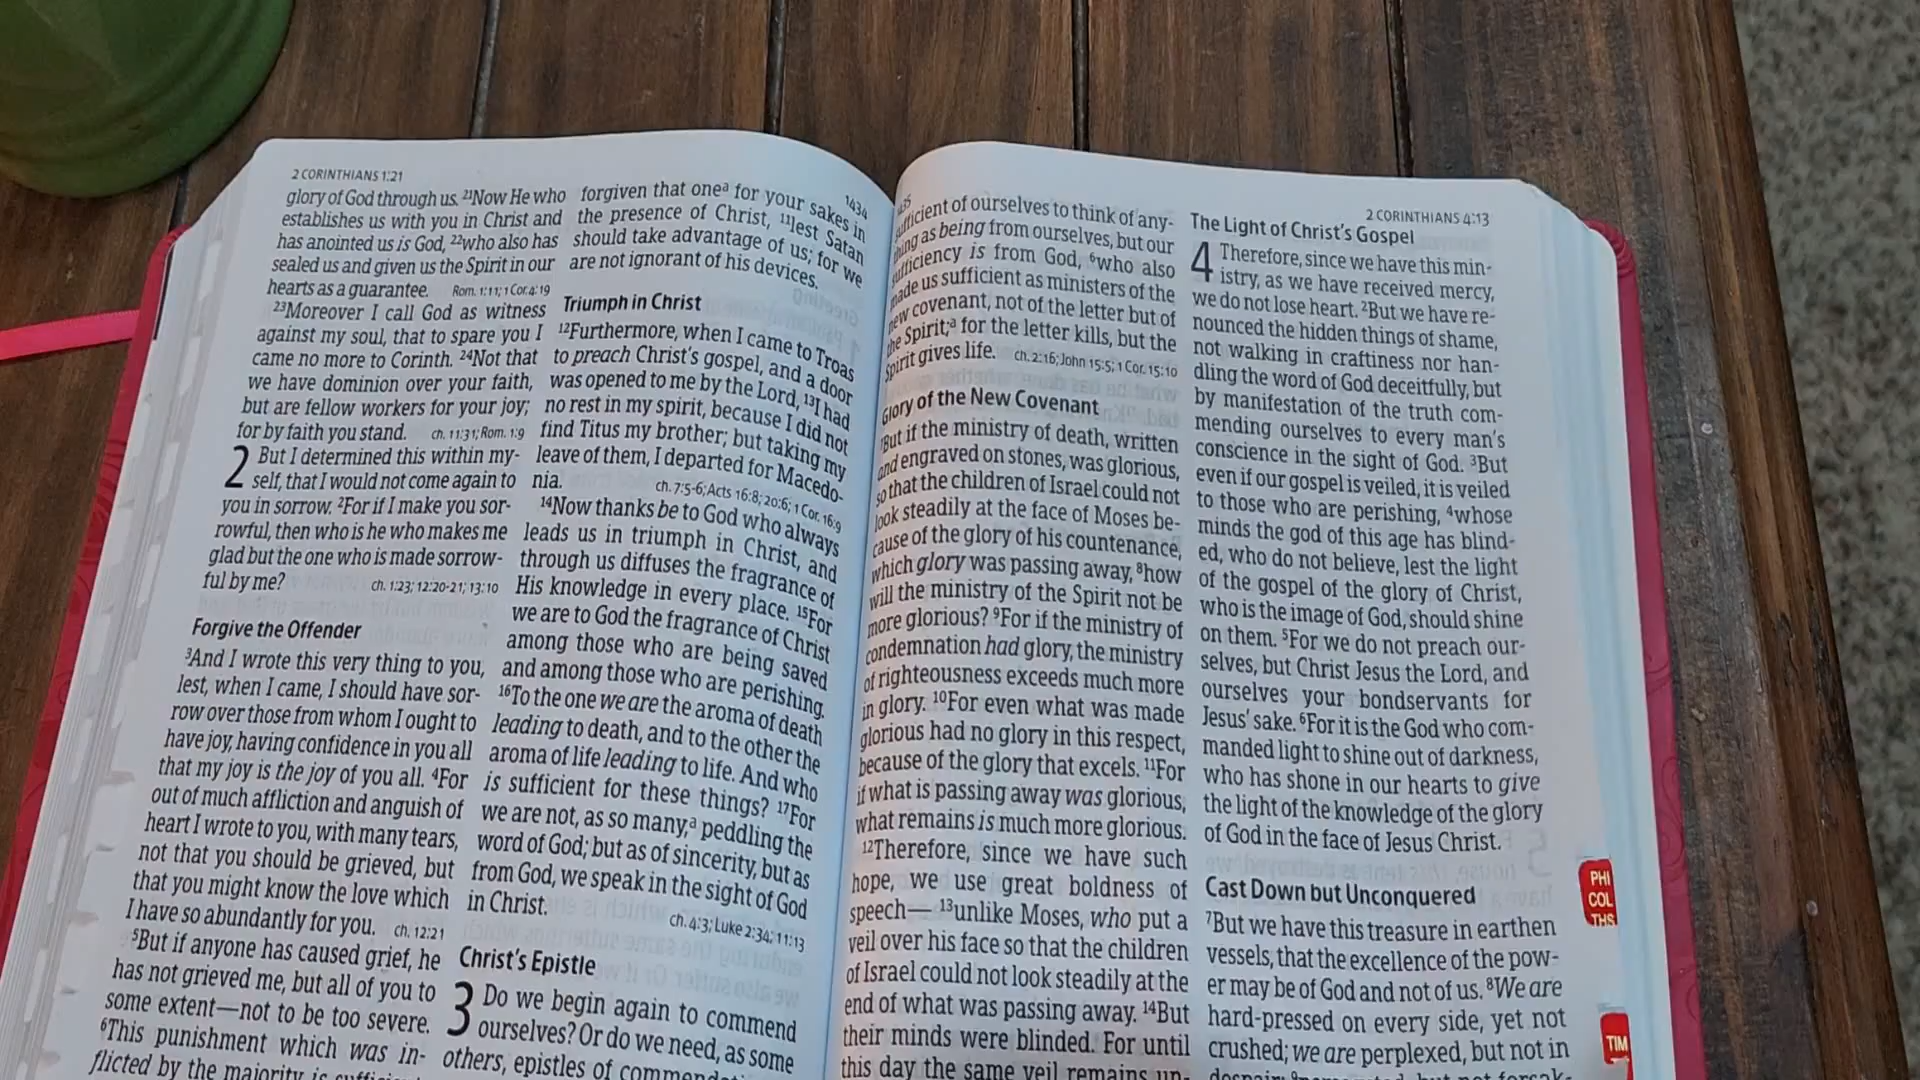 2 CORINTHIANS 1:21
1434
glory of God through us. ²¹Now He who
establishes us with you in Christ and
has anointed us is God, ²²who also has
sealed us and given us the Spirit in our
hearts as a guarantee. Rom. 1:11; 1 Cor. 4:19
²³Moreover I call God as witness
against my soul, that to spare you I
came no more to Corinth. ²⁴Not that
we have dominion over your faith,
but are fellow workers for your joy;
for by faith you stand. ch. 11:31; Rom. 1:9
2 But I determined this within my-
self, that I would not come again to
you in sorrow. ²For if I make you sor-
rowful, then who is he who makes me
glad but the one who is made sorrow-
ful by me? ch. 1:23; 12:20-21; 13:10
Forgive the Offender
³And I wrote this very thing to you,
lest, when I came, I should have sor-
row over those from whom I ought to
have joy, having confidence in you all
that my joy is the joy of you all. ⁴For
out of much affliction and anguish of
heart I wrote to you, with many tears,
not that you should be grieved, but
that you might know the love which
I have so abundantly for you. ch. 12:21
⁵But if anyone has caused grief, he
has not grieved me, but all of you to
some extent—not to be too severe.
⁶This punishment which was in-
flicted by the majority is
forgiven that oneᵃ for your sakes in
the presence of Christ, ¹¹lest Satan
should take advantage of us; for we
are not ignorant of his devices.
Triumph in Christ
¹²Furthermore, when I came to Troas
to preach Christ's gospel, and a door
was opened to me by the Lord, ¹³I had
no rest in my spirit, because I did not
find Titus my brother; but taking my
leave of them, I departed for Macedo-
nia. ch. 7:5-6; Acts 16:8; 20:6; 1 Cor. 16:9
¹⁴Now thanks be to God who always
leads us in triumph in Christ, and
through us diffuses the fragrance of
His knowledge in every place. ¹⁵For
we are to God the fragrance of Christ
among those who are being saved
and among those who are perishing.
¹⁶To the one we are the aroma of death
leading to death, and to the other the
aroma of life leading to life. And who
is sufficient for these things? ¹⁷For
we are not, as so many,ᵃ peddling the
word of God; but as of sincerity, but as
from God, we speak in the sight of God
in Christ. ch. 4:3; Luke 2:34; 11:13
Christ's Epistle
3 Do we begin again to commend
ourselves? Or do we need, as some
others, epistles of
2 CORINTHIANS 4:13
sufficient of ourselves to think of any-
thing as being from ourselves, but our
sufficiency is from God, ⁶who also
made us sufficient as ministers of the
new covenant, not of the letter but of
the Spirit;ᵃ for the letter kills, but the
Spirit gives life. ch. 2:16; John 15:5; 1 Cor. 15:10
Glory of the New Covenant
⁷But if the ministry of death, written
and engraved on stones, was glorious,
so that the children of Israel could not
look steadily at the face of Moses be-
cause of the glory of his countenance,
which glory was passing away, ⁸how
will the ministry of the Spirit not be
more glorious? ⁹For if the ministry of
condemnation had glory, the ministry
of righteousness exceeds much more
in glory. ¹⁰For even what was made
glorious had no glory in this respect,
because of the glory that excels. ¹¹For
if what is passing away was glorious,
what remains is much more glorious.
¹²Therefore, since we have such
hope, we use great boldness of
speech— ¹³unlike Moses, who put a
veil over his face so that the children
of Israel could not look steadily at the
end of what was passing away. ¹⁴But
their minds were blinded. For until
this day the same veil remains un-
The Light of Christ's Gospel
4 Therefore, since we have this min-
istry, as we have received mercy,
we do not lose heart. ²But we have re-
nounced the hidden things of shame,
not walking in craftiness nor han-
dling the word of God deceitfully, but
by manifestation of the truth com-
mending ourselves to every man's
conscience in the sight of God. ³But
even if our gospel is veiled, it is veiled
to those who are perishing, ⁴whose
minds the god of this age has blind-
ed, who do not believe, lest the light
of the gospel of the glory of Christ,
who is the image of God, should shine
on them. ⁵For we do not preach our-
selves, but Christ Jesus the Lord, and
ourselves your bondservants for
Jesus' sake. ⁶For it is the God who com-
manded light to shine out of darkness,
who has shone in our hearts to give
the light of the knowledge of the glory
of God in the face of Jesus Christ.
Cast Down but Unconquered
⁷But we have this treasure in earthen
vessels, that the excellence of the pow-
er may be of God and not of us. ⁸We are
hard-pressed on every side, yet not
crushed; we are perplexed, but not in
PHI
COL
THS
TIM